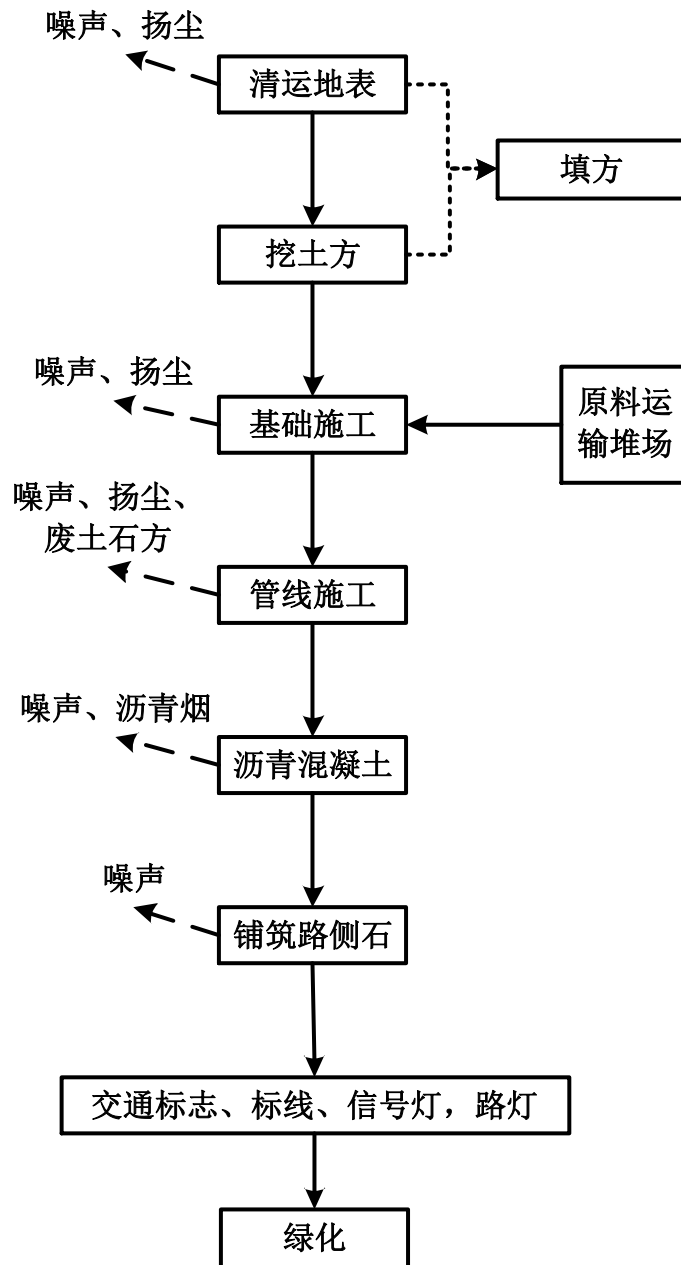 噪声、扬尘
清运地表
填方
挖土方
噪声、扬尘
基础施工
原料运
输堆场
噪声、扬尘、
废土石方
管线施工
噪声、沥青烟
沥青混凝土
噪声
铺筑路侧石
交通标志、标线、信号灯，路灯
绿化